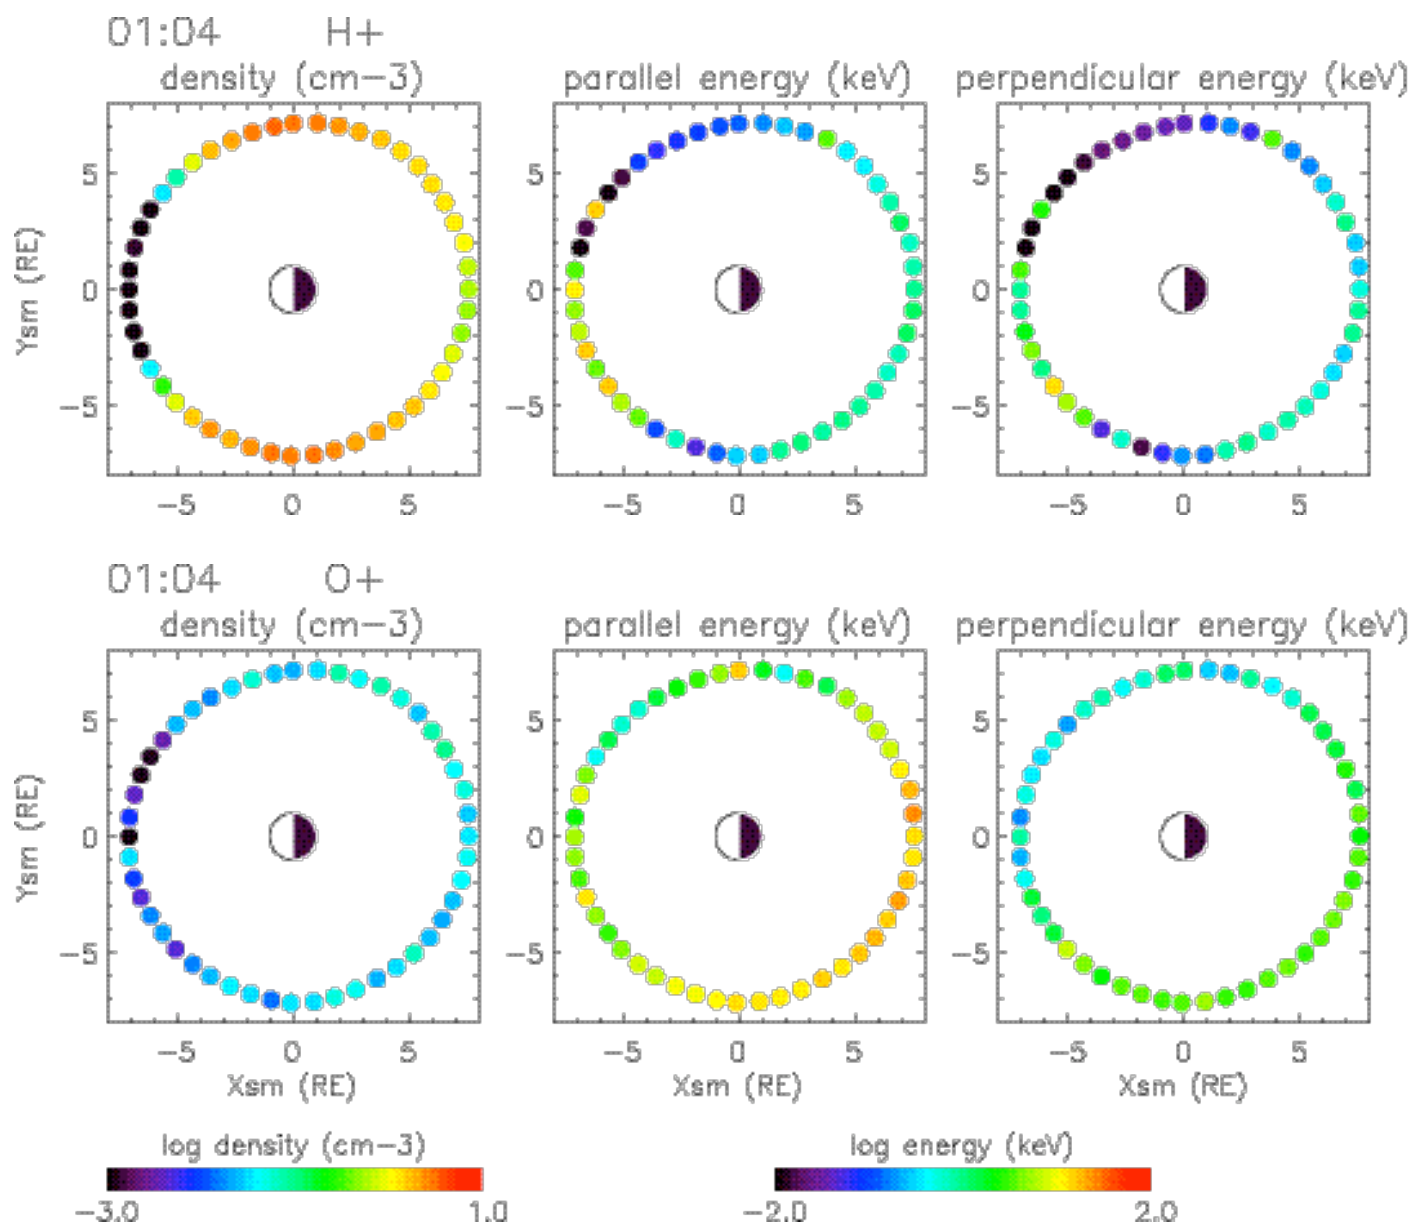 01:04 H+
density (cm-3) parallel energy (keV) perpendicular energy (keV)
5 5 5
Ysm (RE)
0 0 0
-5 -5 -5
-5 0 5 -5 0 5 -5 0 5
01:04 O+
density (cm-3) parallel energy (keV) perpendicular energy (keV)
5 5 5
Ysm (RE)
0 0 0
-5 -5 -5
-5 0 5 -5 0 5 -5 0 5
Xsm (RE) Xsm (RE) Xsm (RE)
log density (cm-3) log energy (keV)
-3.0 1.0 -2.0 2.0